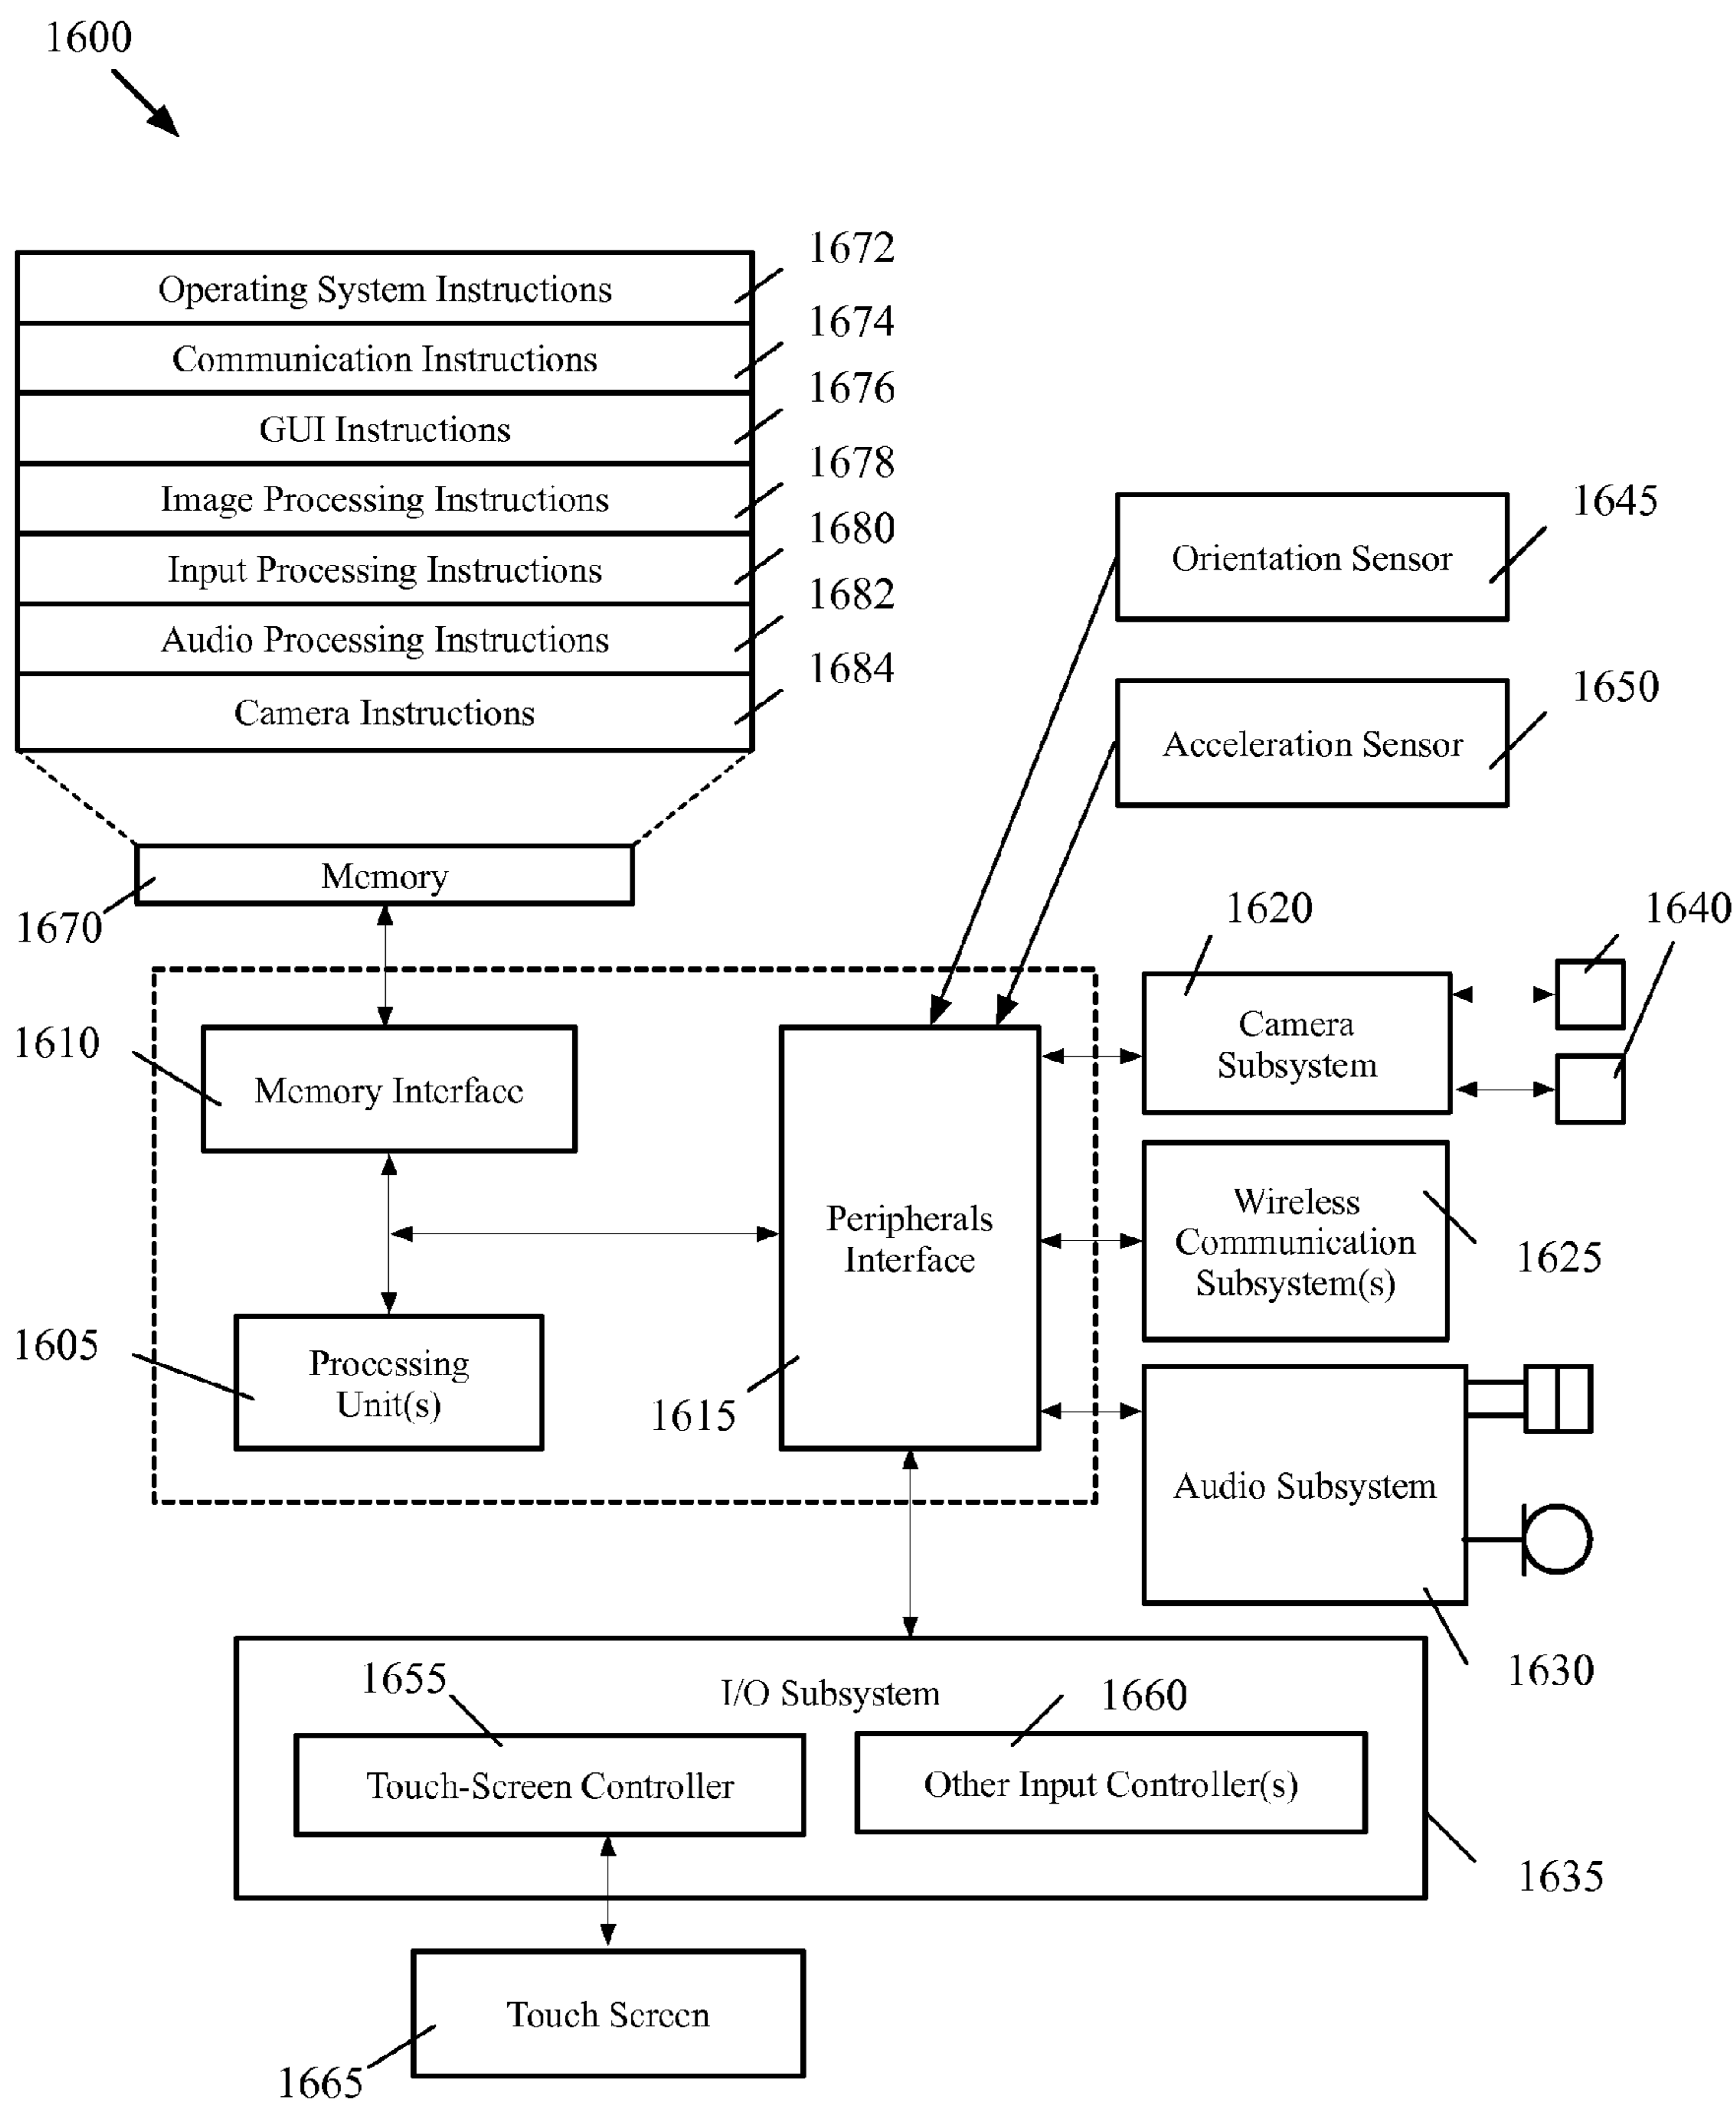 1600
1672
Operating System Instructions
1674
Communication Instructions
1676
GUI Instructions
1678
Image Processing Instructions
1680
Input Processing Instructions
1682
Audio Processing Instructions
1684
Camera Instructions
1645
Orientation Sensor
1650
Acceleration Sensor
Memory
1670
1620
1640
Camera
Subsystem
1610
Memory Interface
Peripherals
Interface
Wireless
Communication
Subsystem(s)
1625
1605
Processing
Unit(s)
1615
Audio Subsystem
1630
1655
I/O Subsystem
1660
Touch-Screen Controller
Other Input Controller(s)
1635
Touch Screen
1665